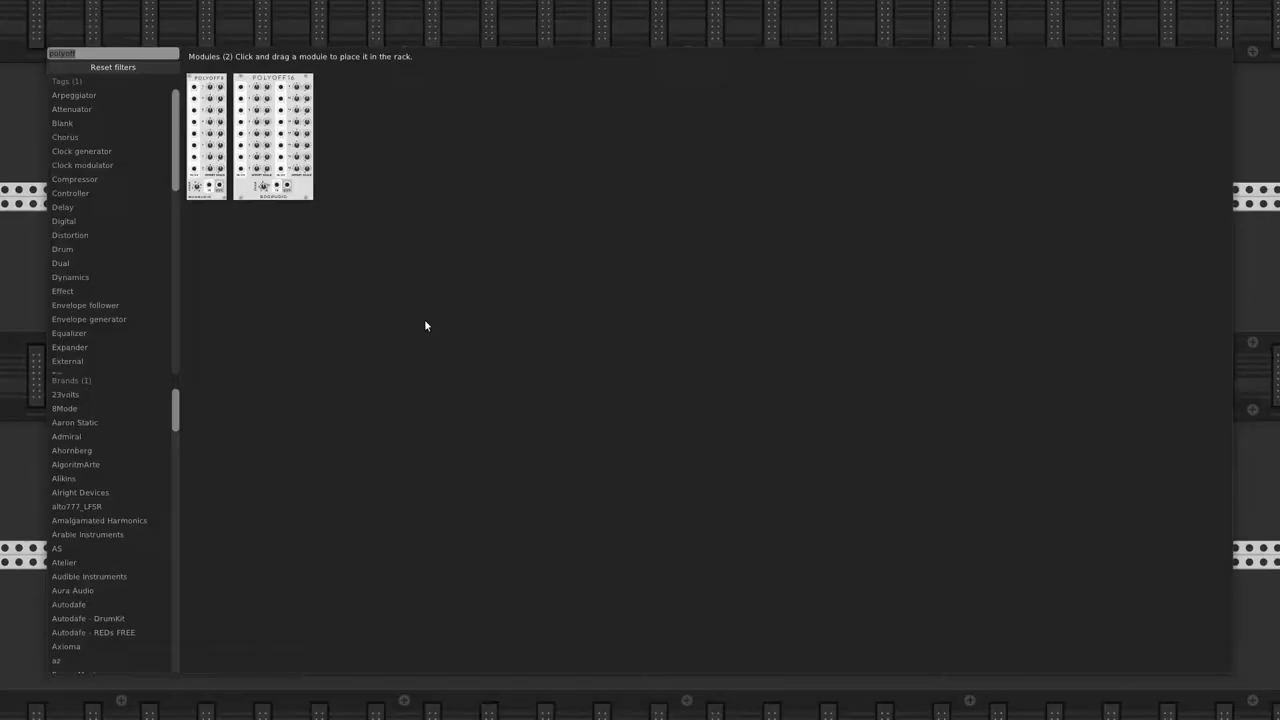 polyoff
Modules (2) Click and drag a module to place it in the rack.
Reset filters
Tags (1)
Arpeggiator
Attenuator
Blank
Chorus
Clock generator
Clock modulator
Compressor
Controller
Delay
Digital
Distortion
Drum
Dual
Dynamics
Effect
Envelope follower
Envelope generator
Equalizer
Expander
External
Brands (1)
23volts
8Mode
Aaron Static
Admiral
Ahornberg
AlgoritmArte
Alikins
Alright Devices
alto777_LFSR
Amalgamated Harmonics
Arable Instruments
AS
Atelier
Audible Instruments
Aura Audio
Autodafe
Autodafe - DrumKit
Autodafe - REDs FREE
Axioma
az
POLYOFF8
POLYOFF16